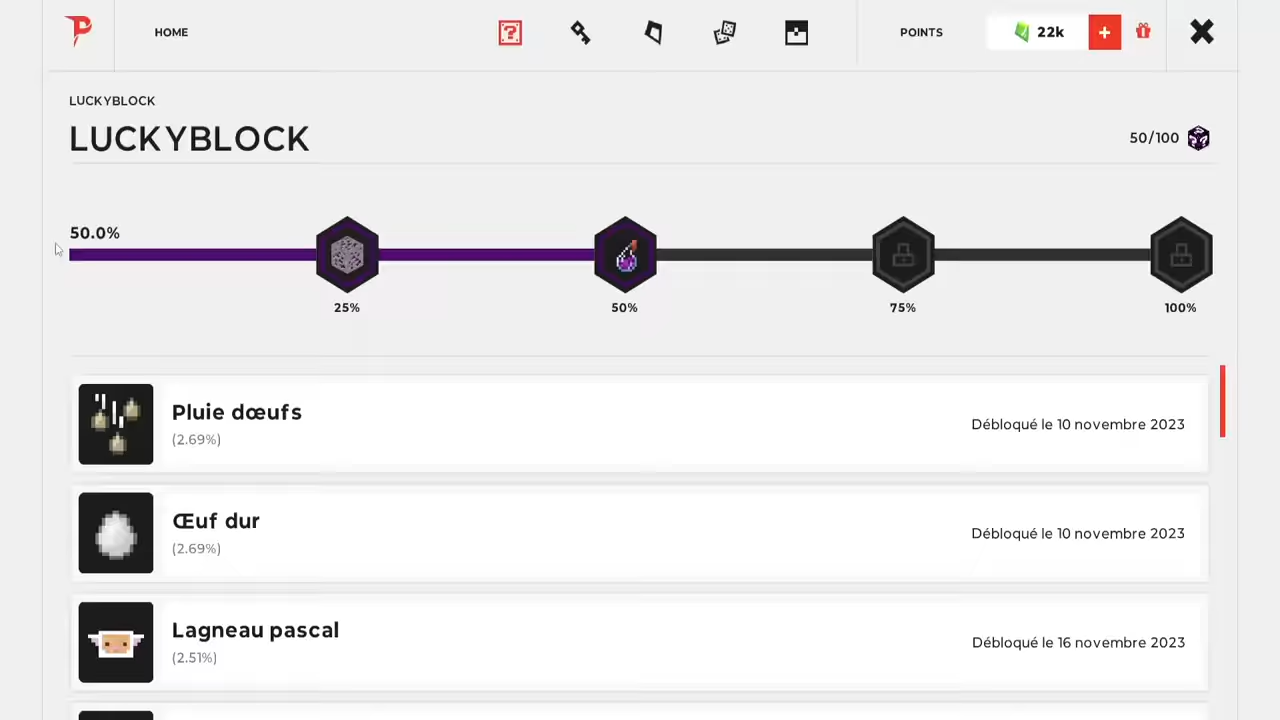 HOME
POINTS
22k
+
LUCKYBLOCK
LUCKYBLOCK
50/100
50.0%
25%
50%
75%
100%
Pluie dœufs
(2.69%)
Débloqué le 10 novembre 2023
Œuf dur
(2.69%)
Débloqué le 10 novembre 2023
Lagneau pascal
(2.51%)
Débloqué le 16 novembre 2023